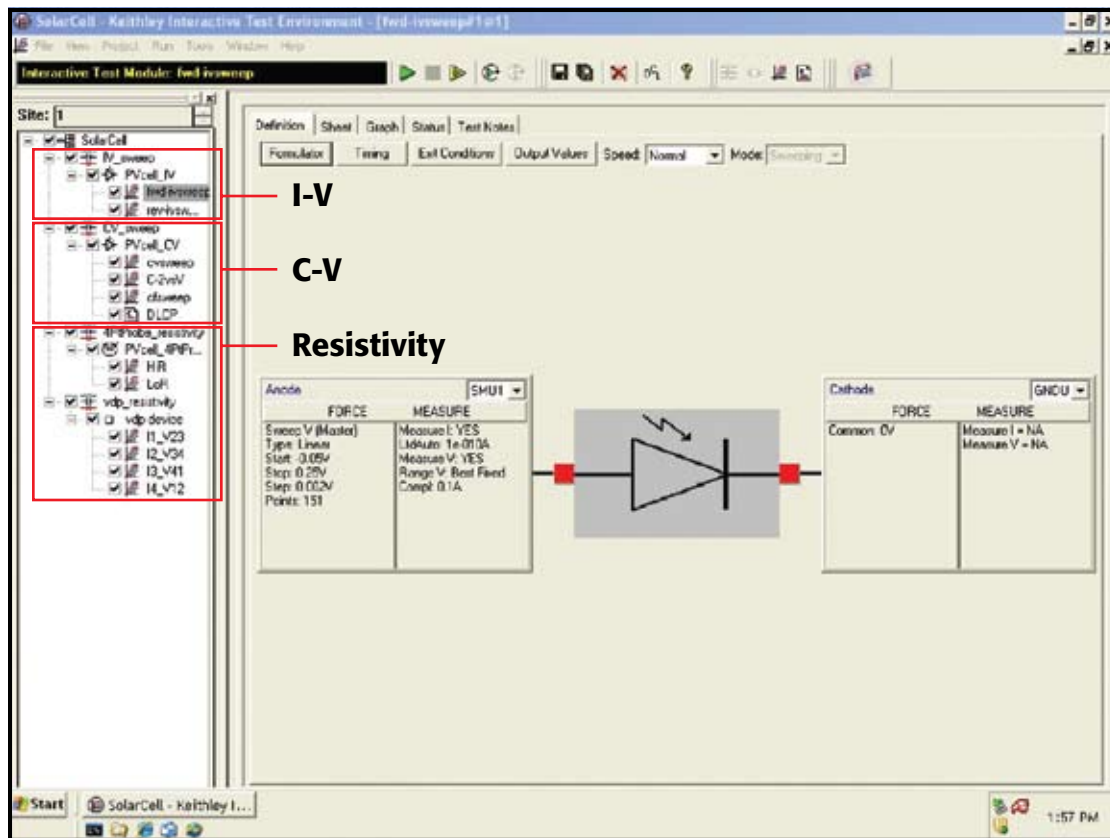 SolarCell - Keithley Interactive Test Environment - [fwd-ivsweep#1@1]
File View Project Run Tools Window Help
Interactive Test Module: fwd ivsweep
Site: 1
SolarCell
IV_sweep
PVcell_IV
fwd-ivsweep
rev-ivsw...
CV_sweep
PVcell_CV
cvsweep
C-2vsV
cfsweep
DLCP
4PtProbe_resistivity
PVcell_4PtPr...
HR
LoR
vdp_resistivity
vdp device
I1_V23
I2_V34
I3_V41
I4_V12
I-V
C-V
Resistivity
Definition Sheet Graph Status Test Notes
Formulator Timing Exit Conditions Output Values Speed: Normal Mode: Sweeping
Anode SMU1
FORCE MEASURE
Sweep V (Master) Measure I: YES
Type: Linear LtdAuto: 1e-010A
Start: -0.05V Measure V: YES
Stop: 0.25V Range V: Best Fixed
Step: 0.002V Compl: 0.1A
Points: 151
Cathode GNDU
FORCE MEASURE
Common: 0V Measure I = NA
Measure V = NA
Start SolarCell - Keithley I... 1:57 PM